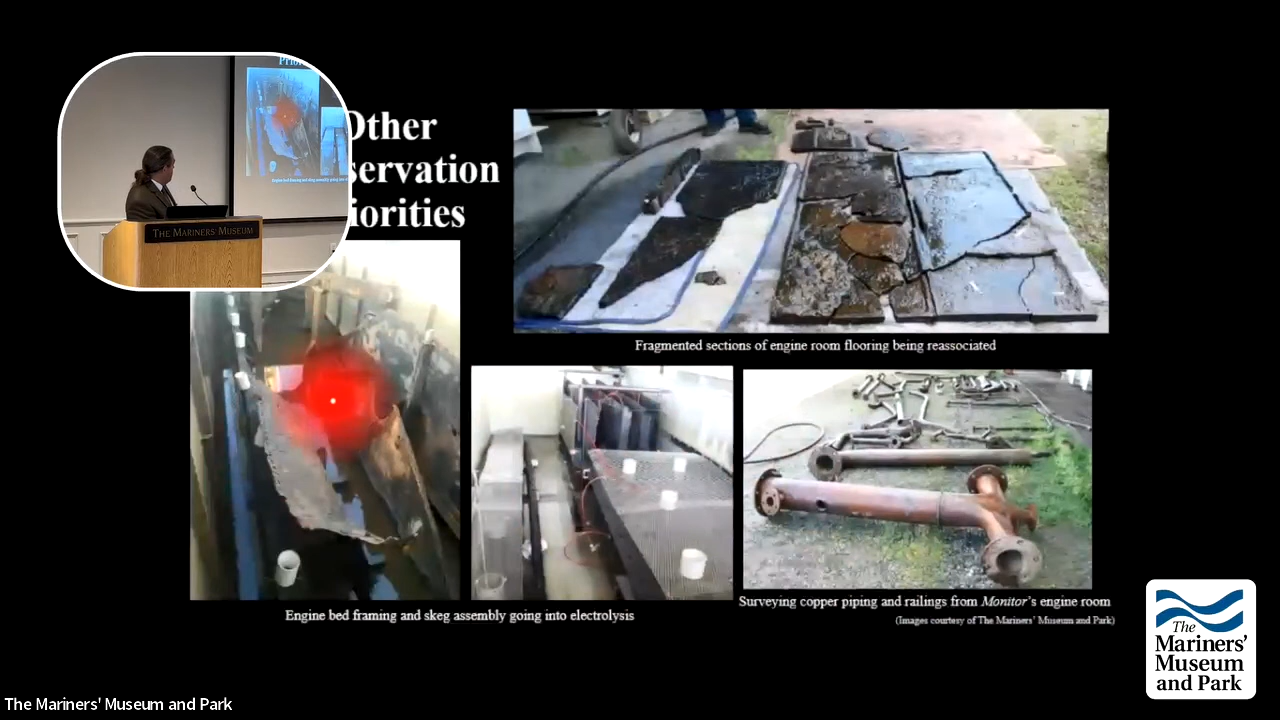 Other
servation
iorities
THE MARINERS' MUSEUM
Fragmented sections of engine room flooring being reassociated
Engine bed framing and skeg assembly going into electrolysis
Surveying copper piping and railings from Monitor's engine room
(Images courtesy of The Mariners' Museum and Park)
The
Mariners'
Museum
and Park
The Mariners' Museum and Park